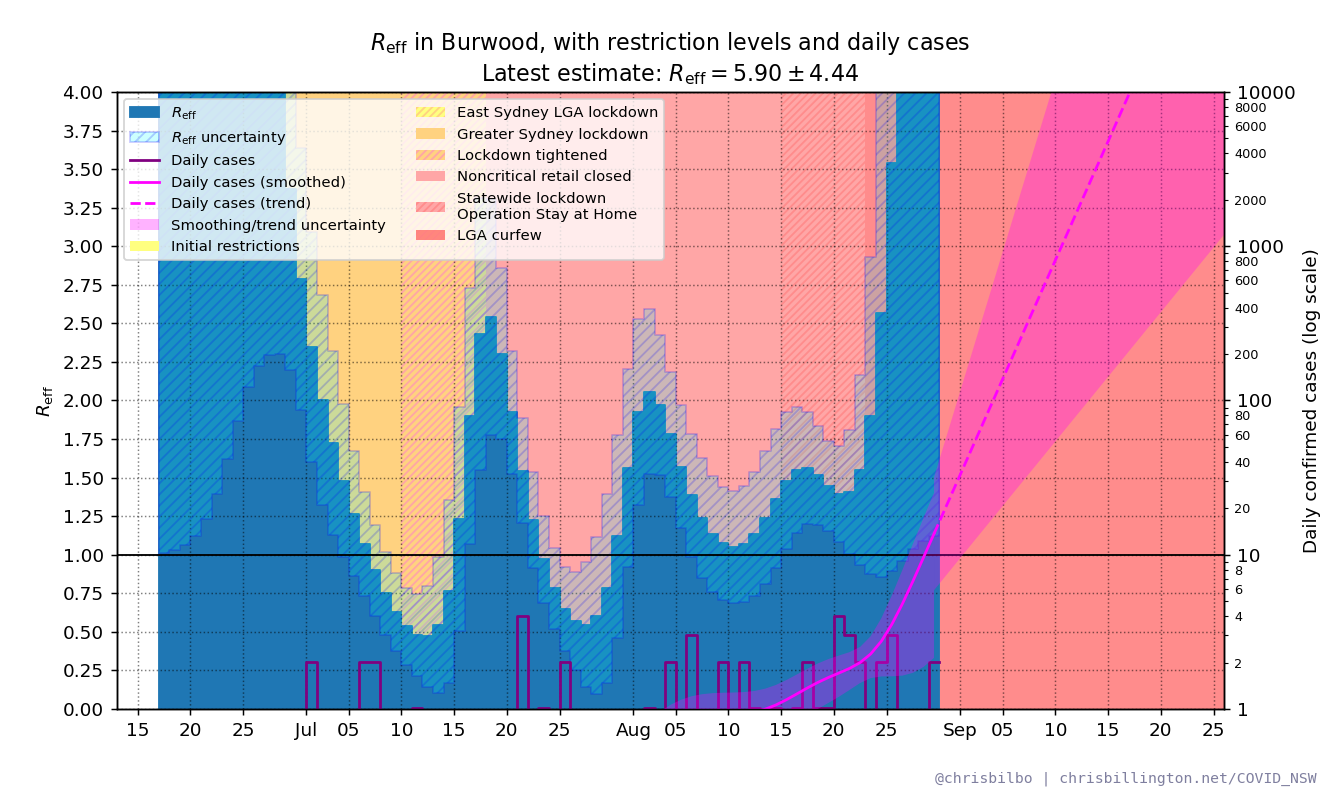 Reff in Burwood, with restriction levels and daily cases
Latest estimate: Reff = 5.90 ± 4.44
Reff
Reff uncertainty
Daily cases
Daily cases (smoothed)
Daily cases (trend)
Smoothing/trend uncertainty
Initial restrictions
East Sydney LGA lockdown
Greater Sydney lockdown
Lockdown tightened
Noncritical retail closed
Statewide lockdown
Operation Stay at Home
LGA curfew
4.00
3.75
3.50
3.25
3.00
2.75
2.50
2.25
2.00
1.75
1.50
1.25
1.00
0.75
0.50
0.25
0.00
Reff
10000
8000
6000
4000
2000
1000
800
600
400
200
100
80
60
40
20
10
8
6
4
2
1
Daily confirmed cases (log scale)
15 20 25 Jul 05 10 15 20 25 Aug 05 10 15 20 25 Sep 05 10 15 20 25
@chrisbilbo | chrisbillington.net/COVID_NSW